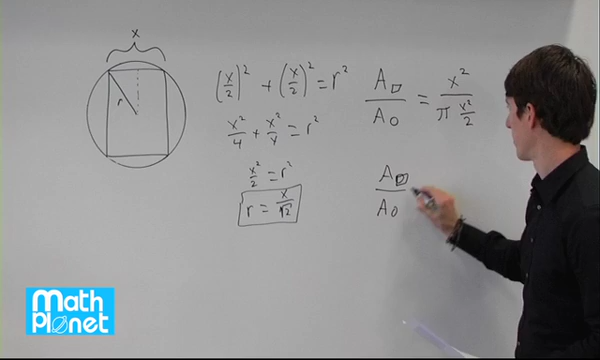 x
r
(x/2)² + (x/2)² = r²
x²/4 + x²/4 = r²
x²/2 = r²
r = x/√2
A□/A○ = x²/(π x²/2)
A□/A○
Math
Planet